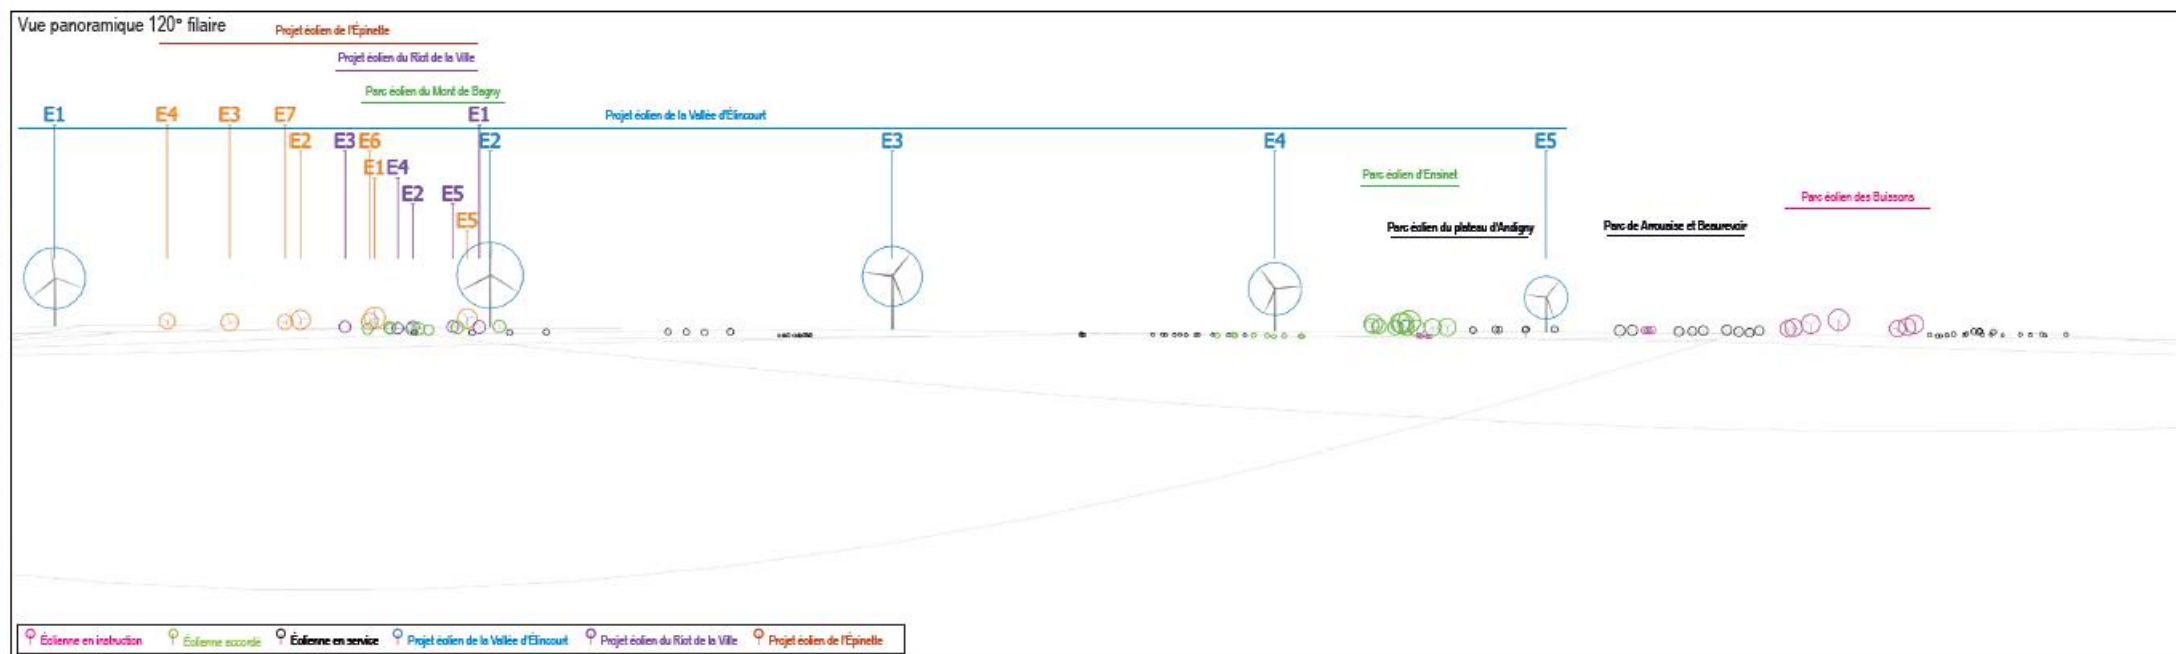 Vue panoramique 120° filaire
Projet éolien de l'Épinette
Projet éolien du Riot de la Ville
Parc éolien du Mont de Bagny
E1 E4 E3 E7 E1 Projet éolien de la Vallée d'Élincourt
E2 E3 E6 E2 E3 E4 E5
E1 E4 Parc éolien d'Ensinet
E2 E5 Parc éolien des Buissons
E5 Parc éolien du plateau d'Andigny Parc de Arrouaise et Beaurevoir
Éolienne en instruction Éolienne accordé Éolienne en service Projet éolien de la Vallée d'Élincourt Projet éolien du Riot de la Ville Projet éolien de l'Épinette